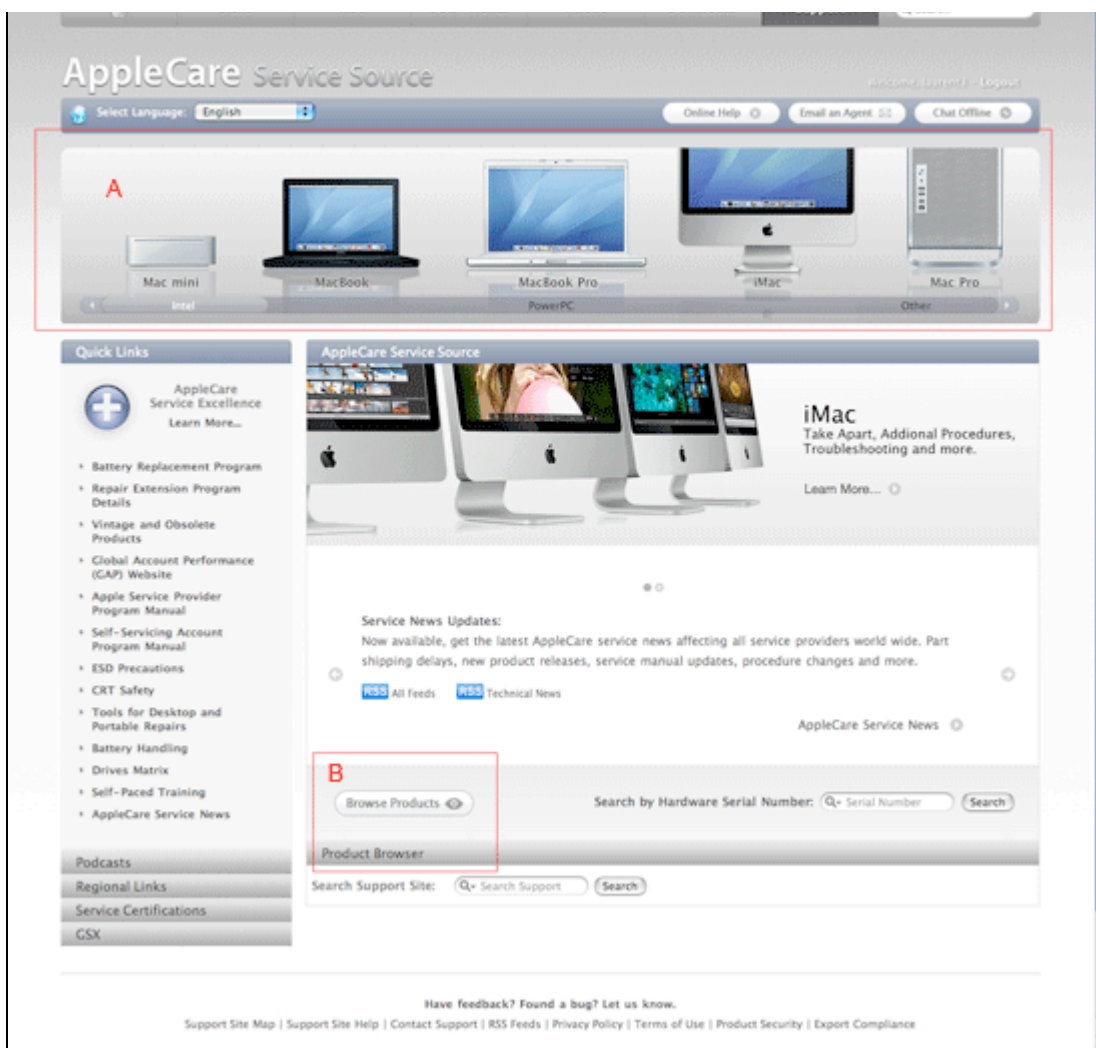 AppleCare Service Source
Logout
Select Language: English
Online Help
Email an Agent
Chat Offline
A
Mac mini
MacBook
MacBook Pro
iMac
Mac Pro
Intel
PowerPC
Other
Quick Links
AppleCare
Service Excellence
Learn More...
Battery Replacement Program
Repair Extension Program
Details
Vintage and Obsolete
Products
Global Account Performance
(GAP) Website
Apple Service Provider
Program Manual
Self-Servicing Account
Program Manual
ESD Precautions
CRT Safety
Tools for Desktop and
Portable Repairs
Battery Handling
Drives Matrix
Self-Paced Training
AppleCare Service News
Podcasts
Regional Links
Service Certifications
GSX
AppleCare Service Source
iMac
Take Apart, Addional Procedures,
Troubleshooting and more.
Learn More...
Service News Updates:
Now available, get the latest AppleCare service news affecting all service providers world wide. Part
shipping delays, new product releases, service manual updates, procedure changes and more.
RSS All Feeds RSS Technical News
AppleCare Service News
B
Browse Products
Search by Hardware Serial Number: Serial Number Search
Product Browser
Search Support Site: Search Support Search
Have feedback? Found a bug? Let us know.
Support Site Map | Support Site Help | Contact Support | RSS Feeds | Privacy Policy | Terms of Use | Product Security | Export Compliance